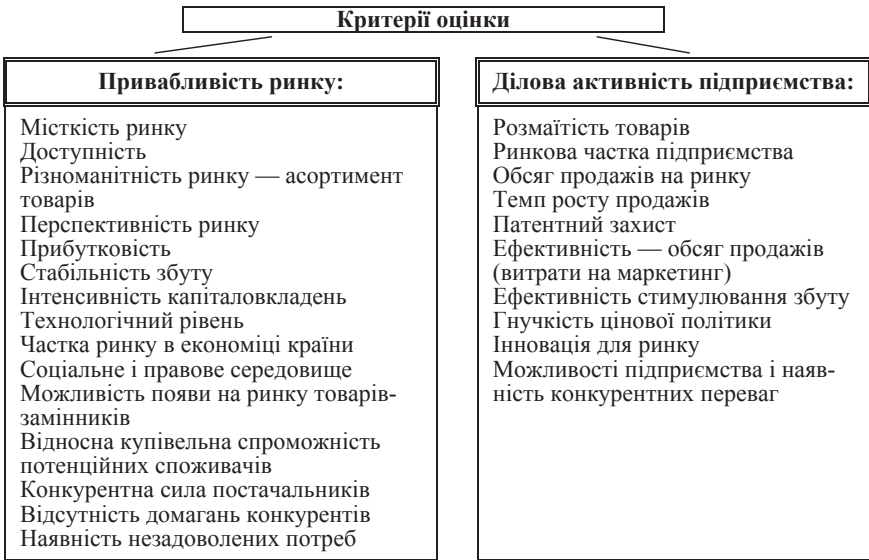 Критерії оцінки
Привабливість ринку:
Місткість ринку
Доступність
Різноманітність ринку — асортимент
товарів
Перспективність ринку
Прибутковість
Стабільність збуту
Інтенсивність капіталовкладень
Технологічний рівень
Частка ринку в економіці країни
Соціальне і правове середовище
Можливість появи на ринку товарів-
замінників
Відносна купівельна спроможність
потенційних споживачів
Конкурентна сила постачальників
Відсутність домагань конкурентів
Наявність незадоволених потреб
Ділова активність підприємства:
Розмаїтість товарів
Ринкова частка підприємства
Обсяг продажів на ринку
Темп росту продажів
Патентний захист
Ефективність — обсяг продажів
(витрати на маркетинг)
Ефективність стимулювання збуту
Гнучкість цінової політики
Інновація для ринку
Можливості підприємства і наяв-
ність конкурентних переваг